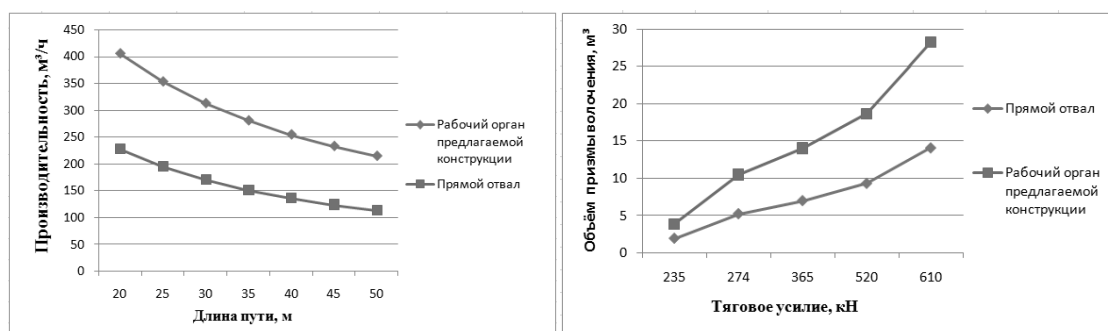 Производительность, м³/ч
450
400
350
300
250
200
150
100
50
0
20 25 30 35 40 45 50
Длина пути, м
Рабочий орган
предлагаемой
конструкции
Прямой отвал
Объём призмыволочения, м³
30
25
20
15
10
5
0
235 274 365 520 610
Тяговое усилие, кН
Прямой отвал
Рабочий орган
предлагаемой
конструкции